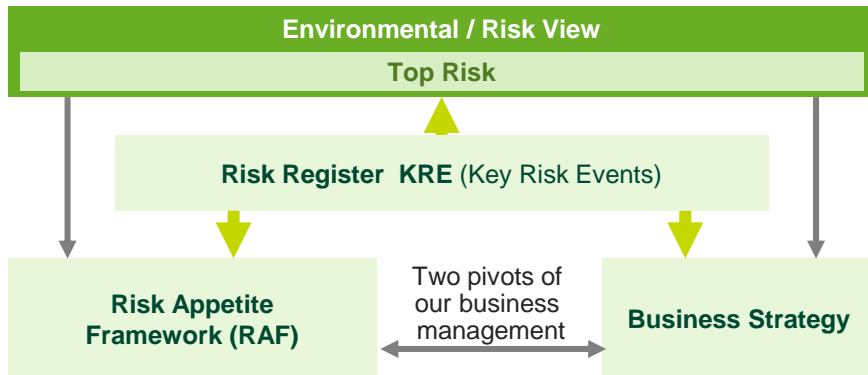 Environmental / Risk View
Top Risk
Risk Register KRE (Key Risk Events)
Risk Appetite
Framework (RAF)
Two pivots of
our business
management
Business Strategy